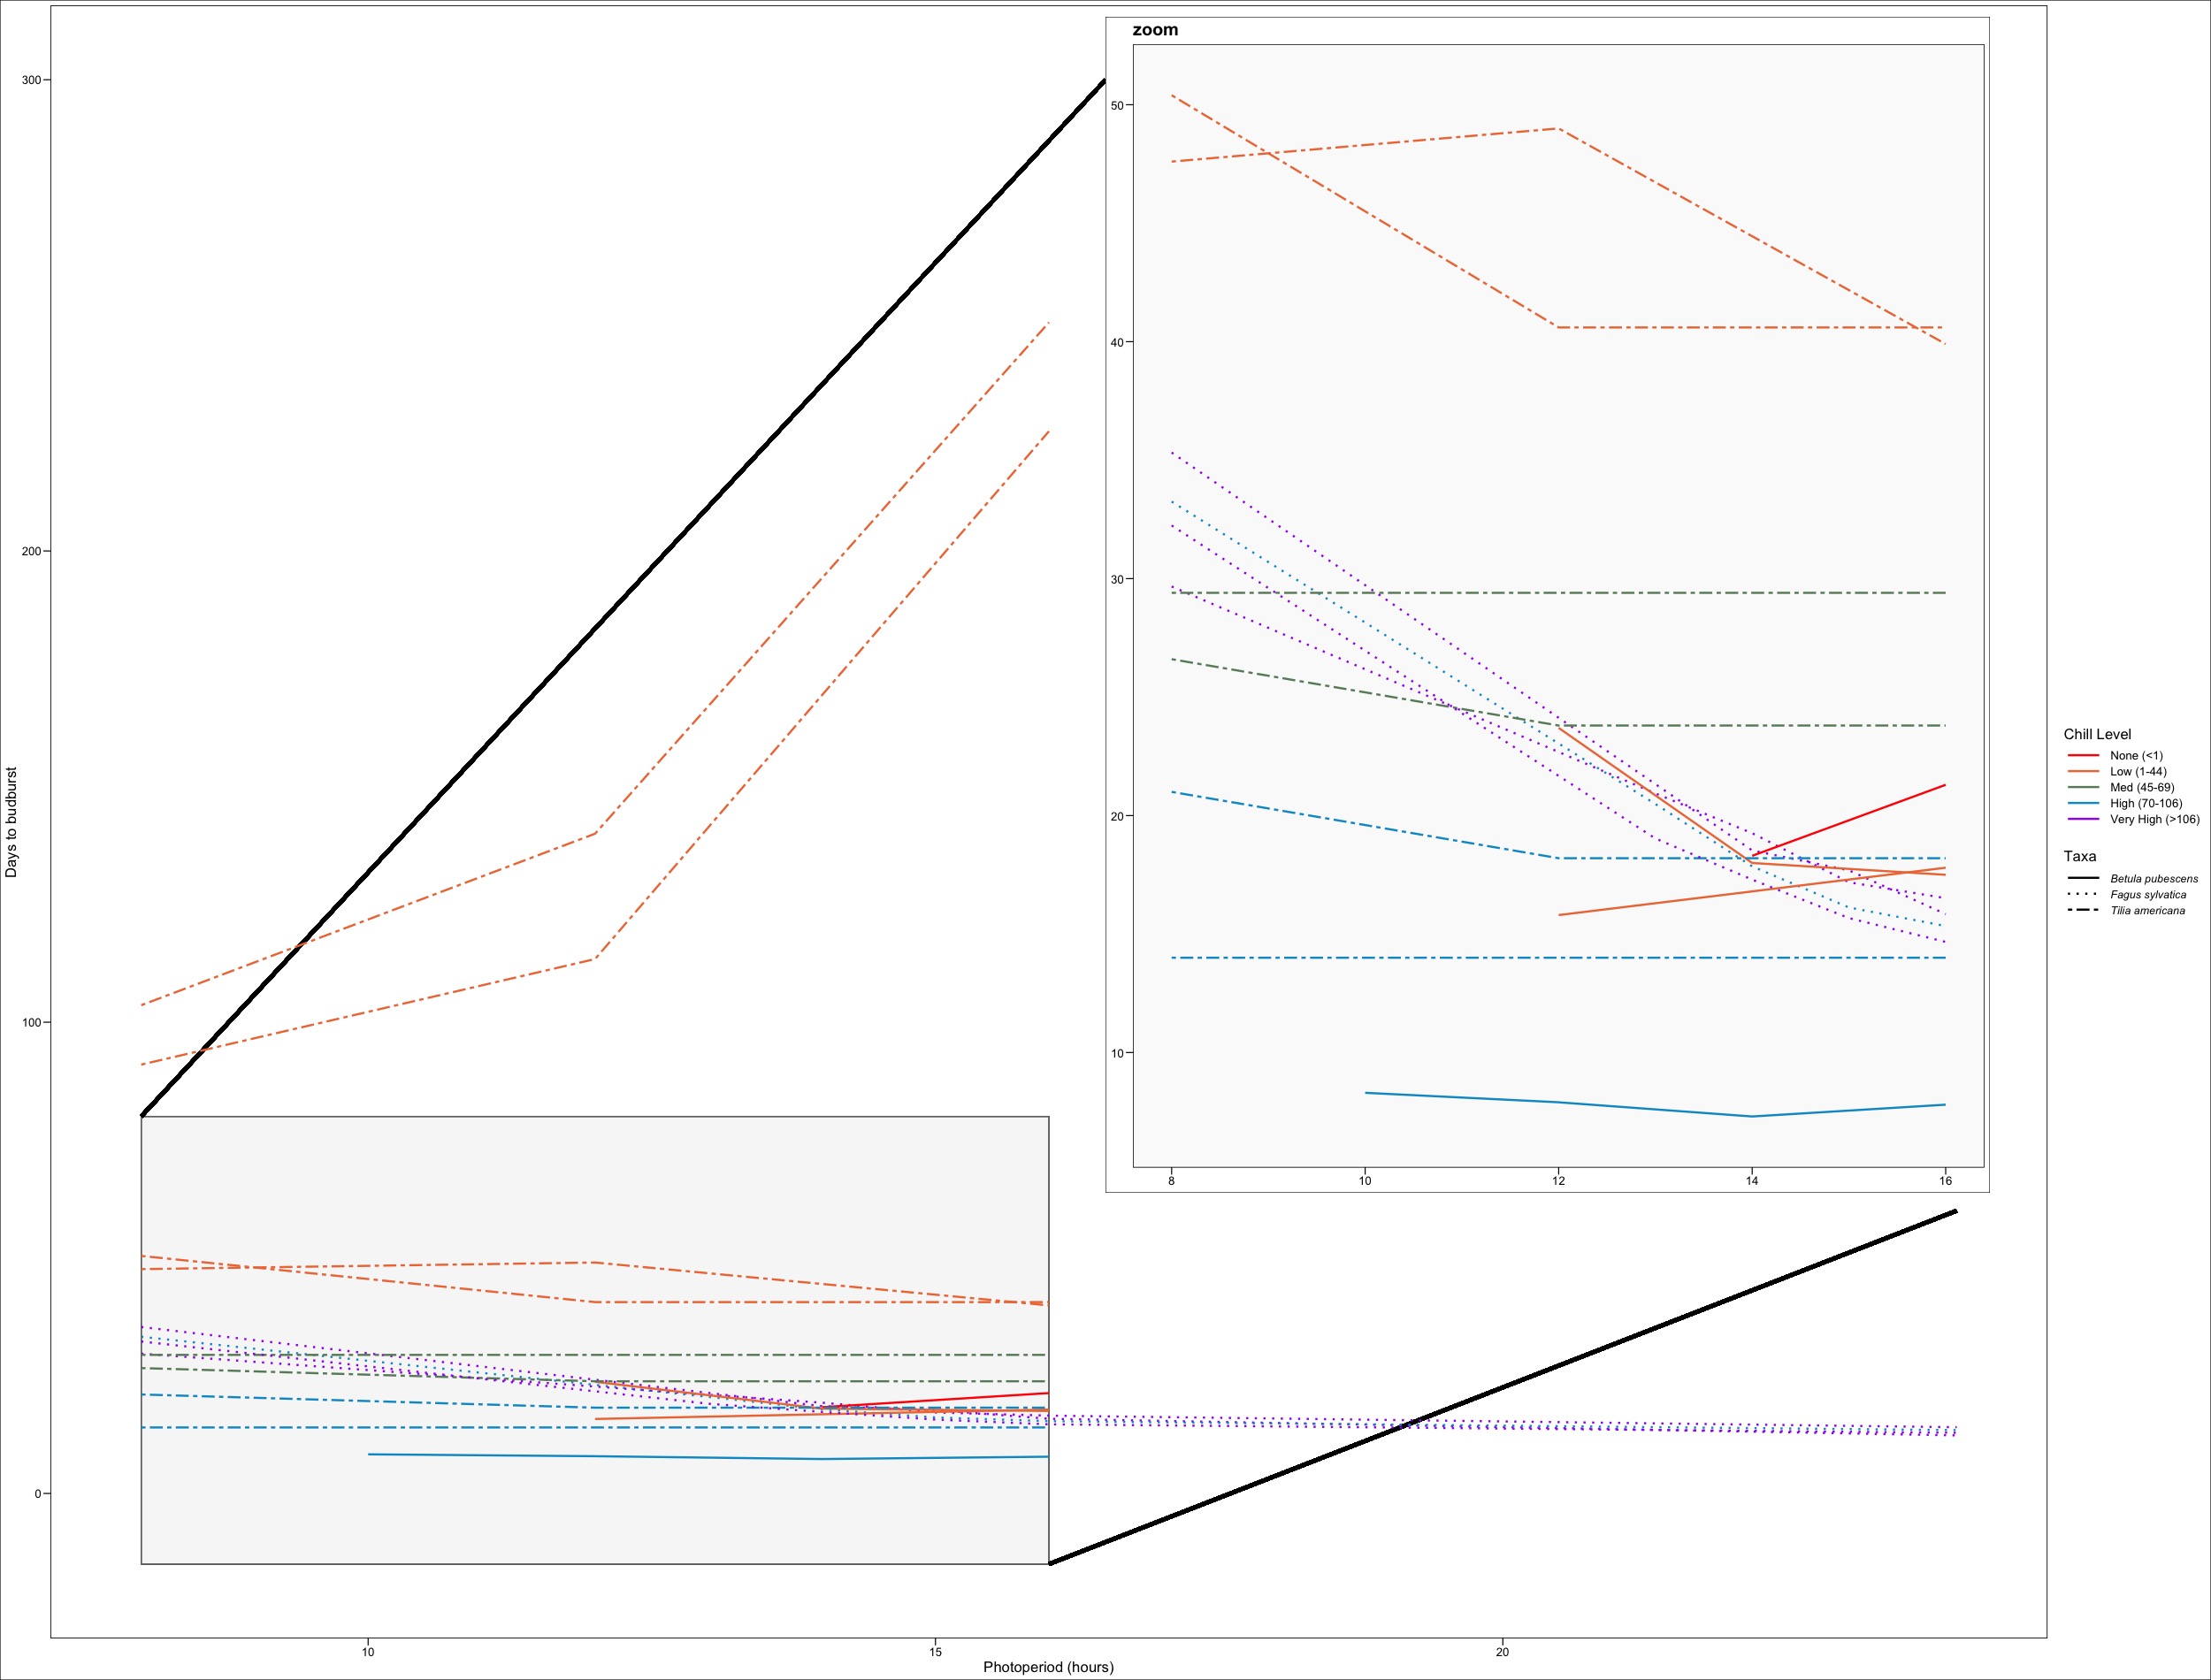 zoom
300
200
100
0
Days to budburst
10
15
20
Photoperiod (hours)
50
40
30
20
10
8
10
12
14
16
Chill Level
None (<1)
Low (1-44)
Med (45-69)
High (70-106)
Very High (>106)
Taxa
Betula pubescens
Fagus sylvatica
Tilia americana